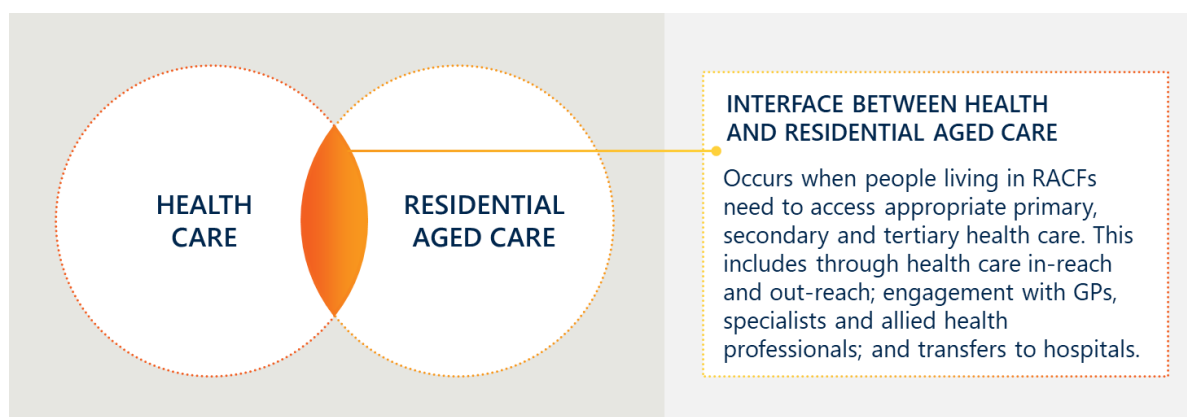 HEALTH
CARE
RESIDENTIAL
AGED CARE
INTERFACE BETWEEN HEALTH
AND RESIDENTIAL AGED CARE
Occurs when people living in RACFs
need to access appropriate primary,
secondary and tertiary health care. This
includes through health care in-reach
and out-reach; engagement with GPs,
specialists and allied health
professionals; and transfers to hospitals.